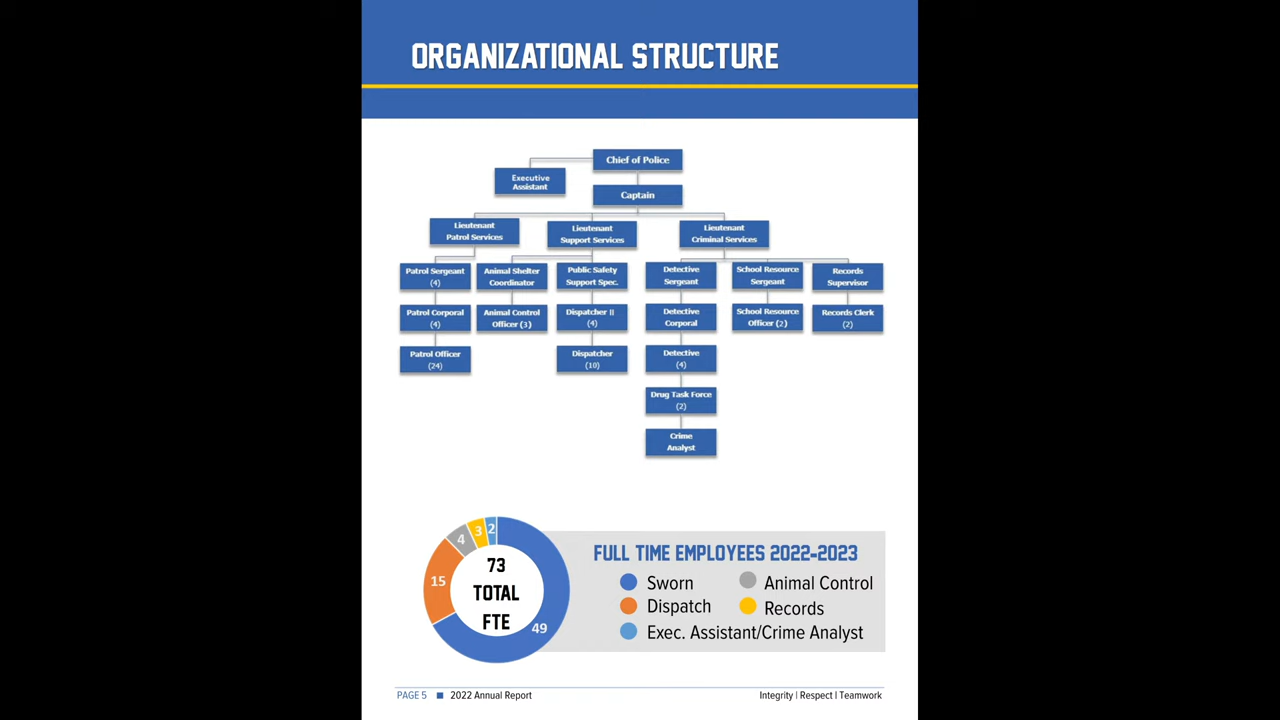 ORGANIZATIONAL STRUCTURE
Chief of Police
Executive
Assistant
Captain
Lieutenant
Patrol Services
Lieutenant
Support Services
Lieutenant
Criminal Services
Patrol Sergeant
(4)
Animal Shelter
Coordinator
Public Safety
Support Spec.
Detective
Sergeant
School Resource
Sergeant
Records
Supervisor
Patrol Corporal
(4)
Animal Control
Officer (3)
Dispatcher II
(4)
Detective
Corporal
School Resource
Officer (2)
Records Clerk
(2)
Patrol Officer
(24)
Dispatcher
(10)
Detective
(4)
Drug Task Force
(2)
Crime
Analyst
4
3
2
15
49
73
TOTAL
FTE
FULL TIME EMPLOYEES 2022-2023
Sworn
Animal Control
Dispatch
Records
Exec. Assistant/Crime Analyst
PAGE 5 2022 Annual Report
Integrity | Respect | Teamwork